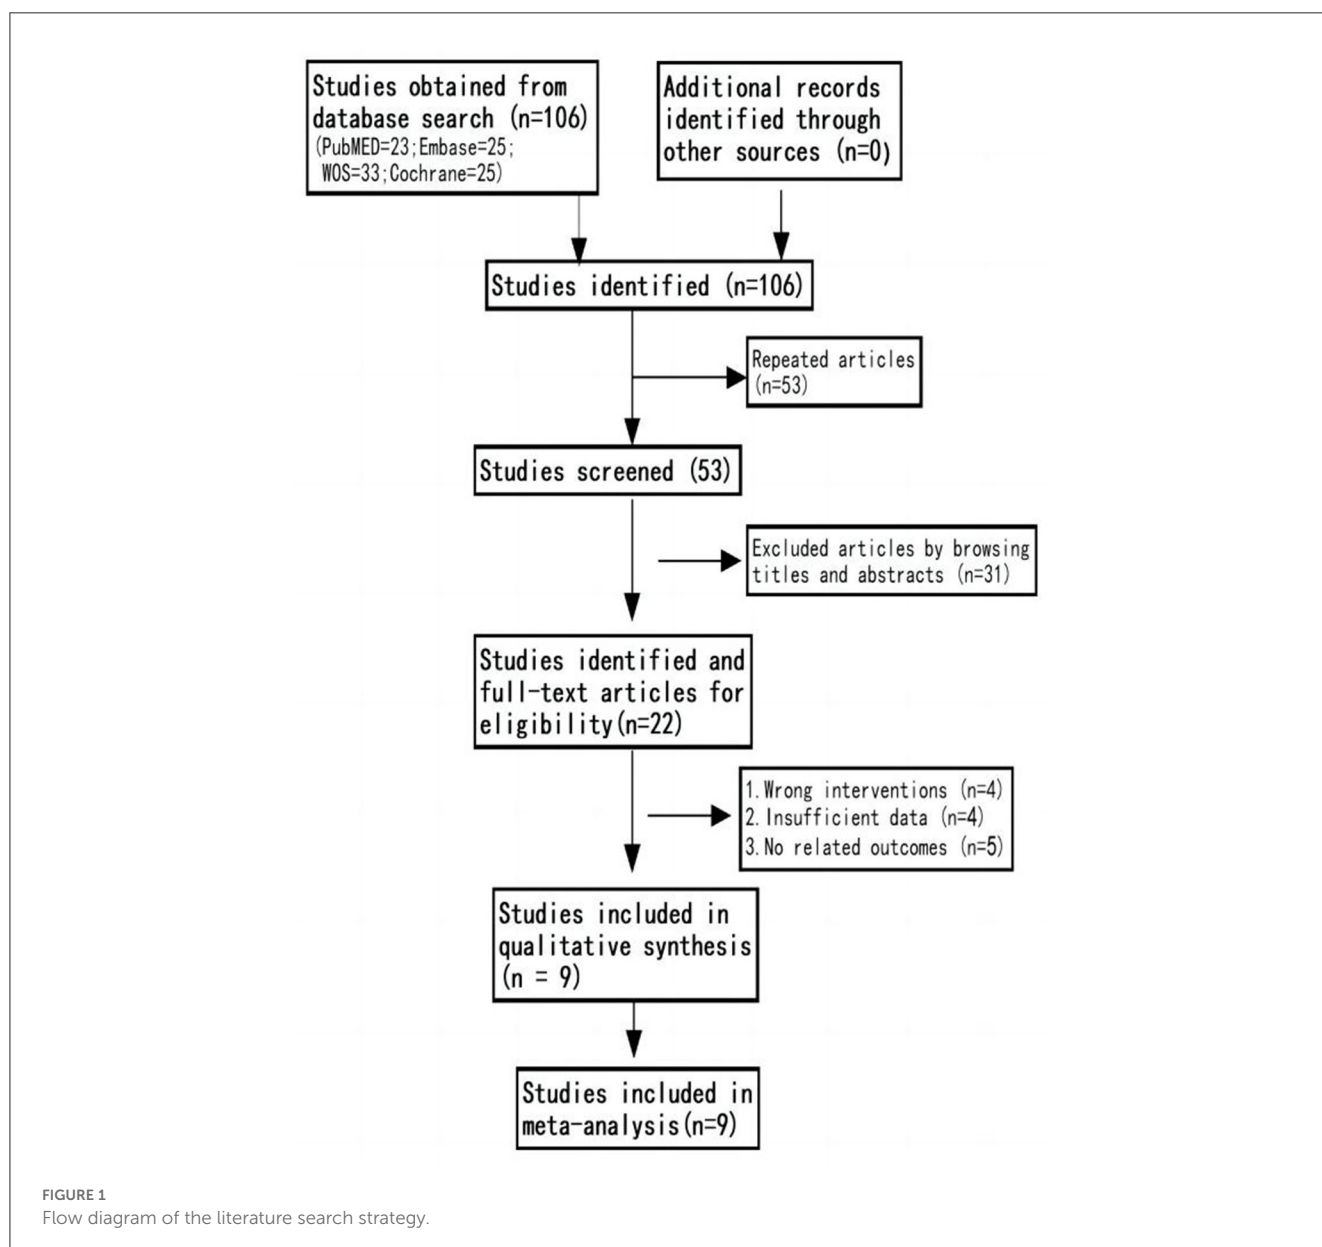 Studies obtained from
database search (n=106)
(PubMED=23;Embase=25;
WOS=33;Cochrane=25)
Additional records
identified through
other sources (n=0)
Studies identified (n=106)
Repeated articles
(n=53)
Studies screened (53)
Excluded articles by browsing
titles and abstracts (n=31)
Studies identified and
full-text articles for
eligibility(n=22)
1.Wrong interventions (n=4)
2.Insufficient data (n=4)
3.No related outcomes (n=5)
Studies included in
qualitative synthesis
(n = 9)
Studies included in
meta-analysis(n=9)
FIGURE 1
Flow diagram of the literature search strategy.